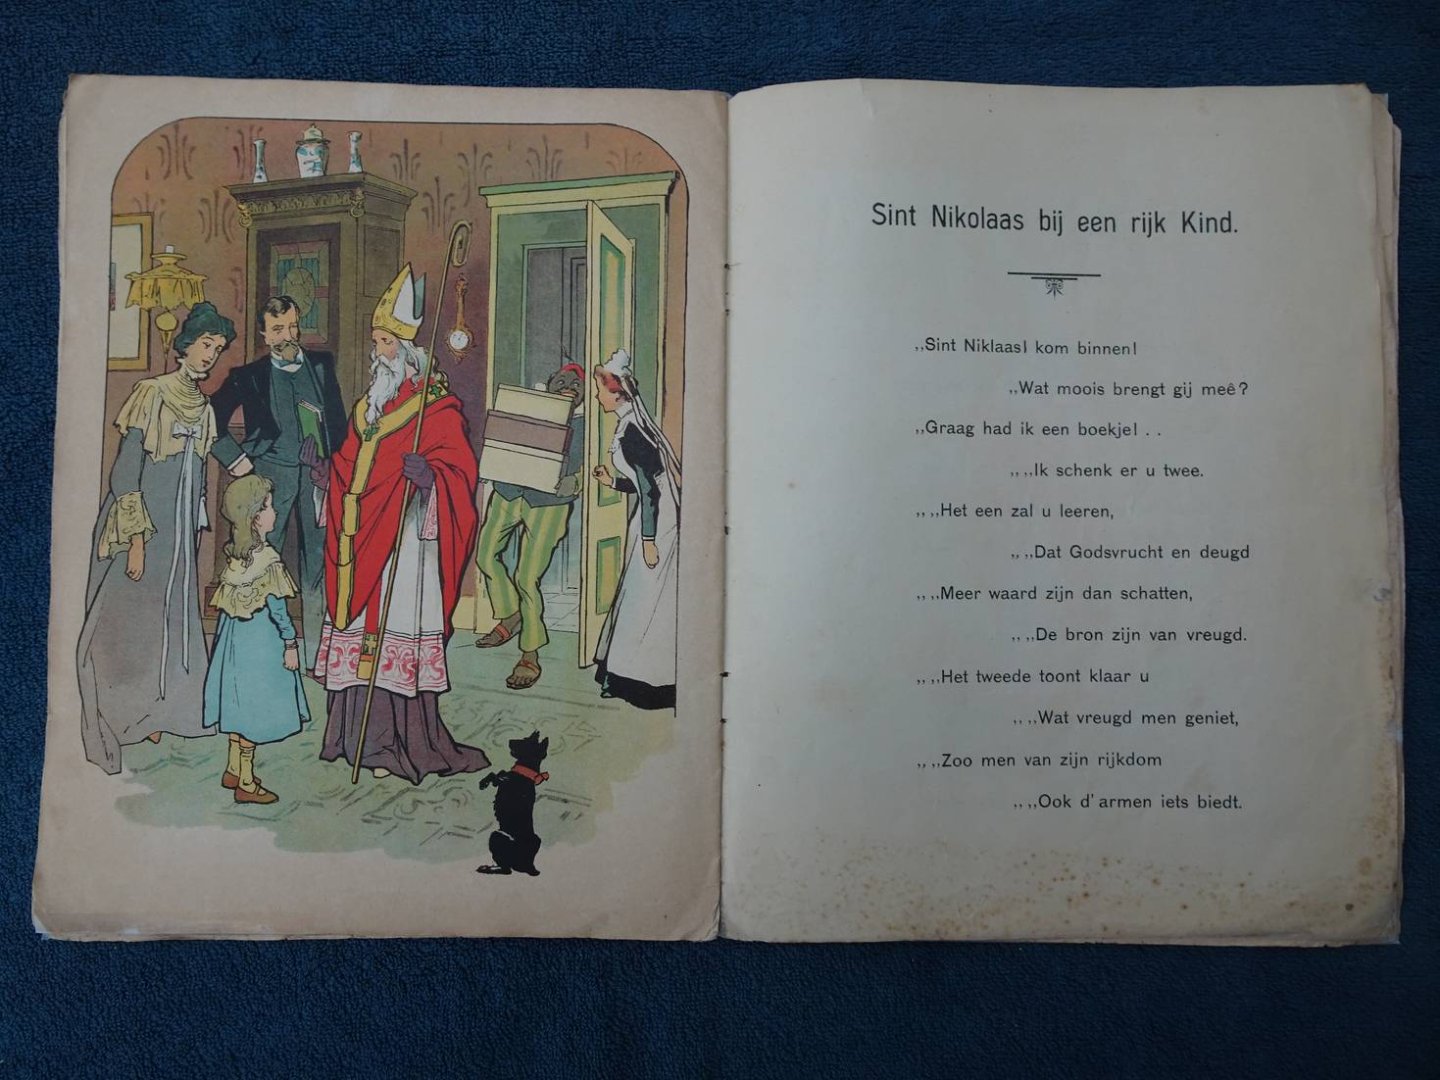 Sint Nikolaas bij een rijk Kind.
,,Sint Niklaas! kom binnen!
,,Wat moois brengt gij meê?
,,Graag had ik een boekje! . .
,, ,,Ik schenk er u twee.
,, ,,Het een zal u leeren,
,, ,,Dat Godsvrucht en deugd
,, ,,Meer waard zijn dan schatten,
,, ,,De bron zijn van vreugd.
,, ,,Het tweede toont klaar u
,, ,,Wat vreugd men geniet,
,, ,,Zoo men van zijn rijkdom
,, ,,Ook d' armen iets biedt.